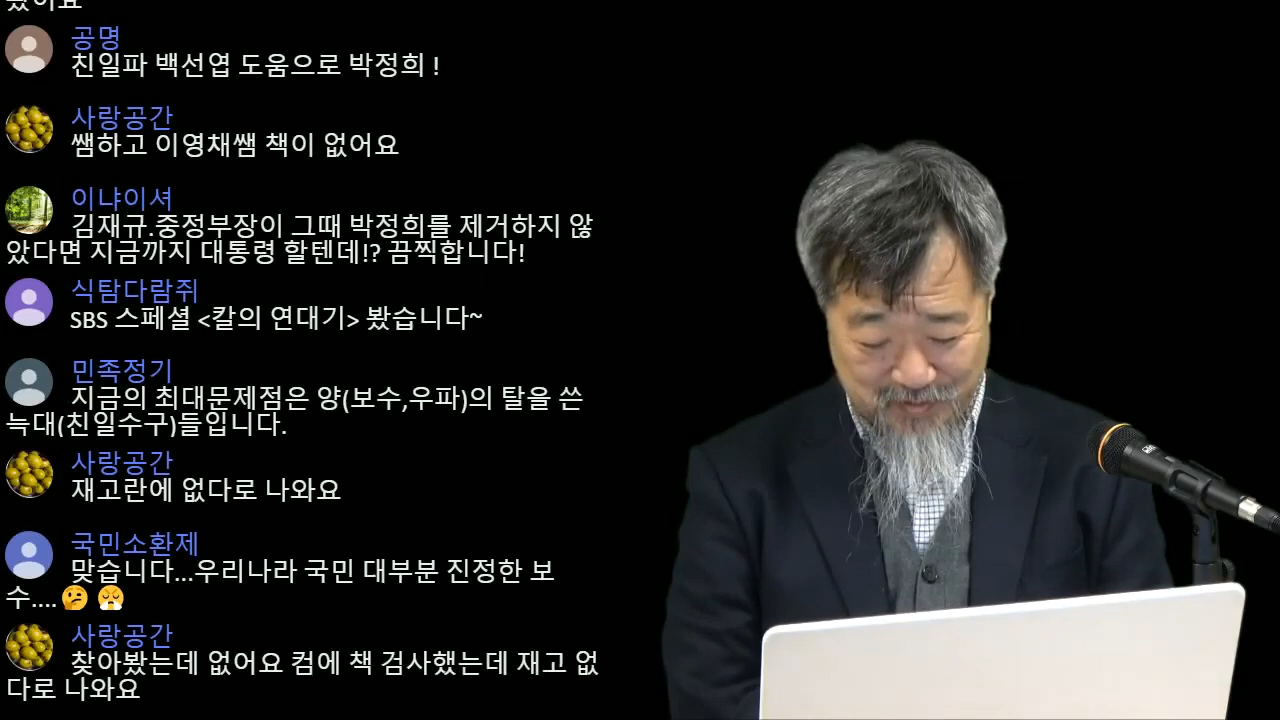 왔어요
공명
친일파 백선엽 도움으로 박정희 !
사랑공간
쌤하고 이영채쌤 책이 없어요
이냐이셔
김재규.중정부장이 그때 박정희를 제거하지 않
았다면 지금까지 대통령 할텐데!? 끔찍합니다!
식탐다람쥐
SBS 스페셜 <칼의 연대기> 봤습니다~
민족정기
지금의 최대문제점은 양(보수,우파)의 탈을 쓴
늑대(친일수구)들입니다.
사랑공간
재고란에 없다로 나와요
국민소환제
맞습니다...우리나라 국민 대부분 진정한 보
수....🤔 😤
사랑공간
찾아봤는데 없어요 컴에 책 검사했는데 재고 없
다로 나와요